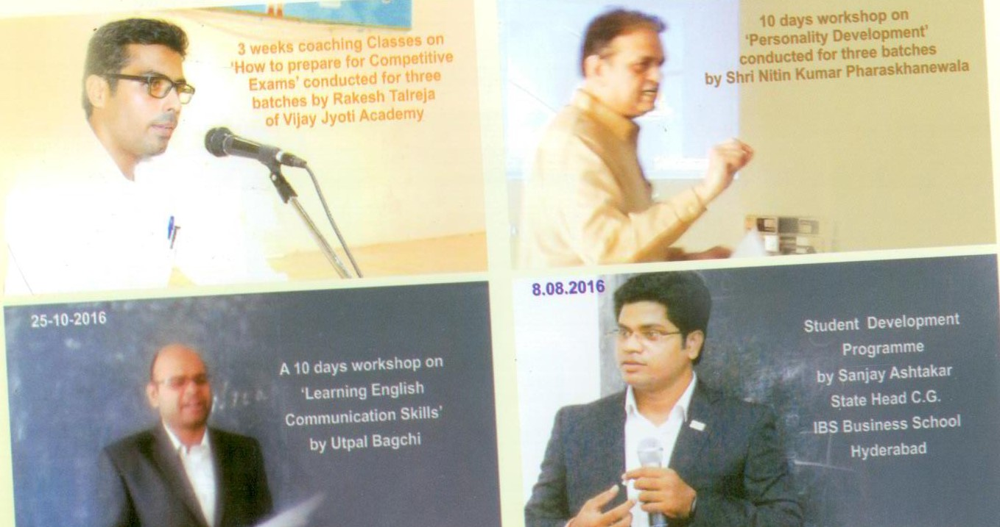 3 weeks coaching Classes on
'How to prepare for Competitive
Exams' conducted for three
batches by Rakesh Talreja
of Vijay Jyoti Academy
10 days workshop on
'Personality Development'
conducted for three batches
by Shri Nitin Kumar Pharaskhanewala
25-10-2016
A 10 days workshop on
'Learning English
Communication Skills'
by Utpal Bagchi
8.08.2016
Student Development
Programme
by Sanjay Ashtakar
State Head C.G.
IBS Business School
Hyderabad